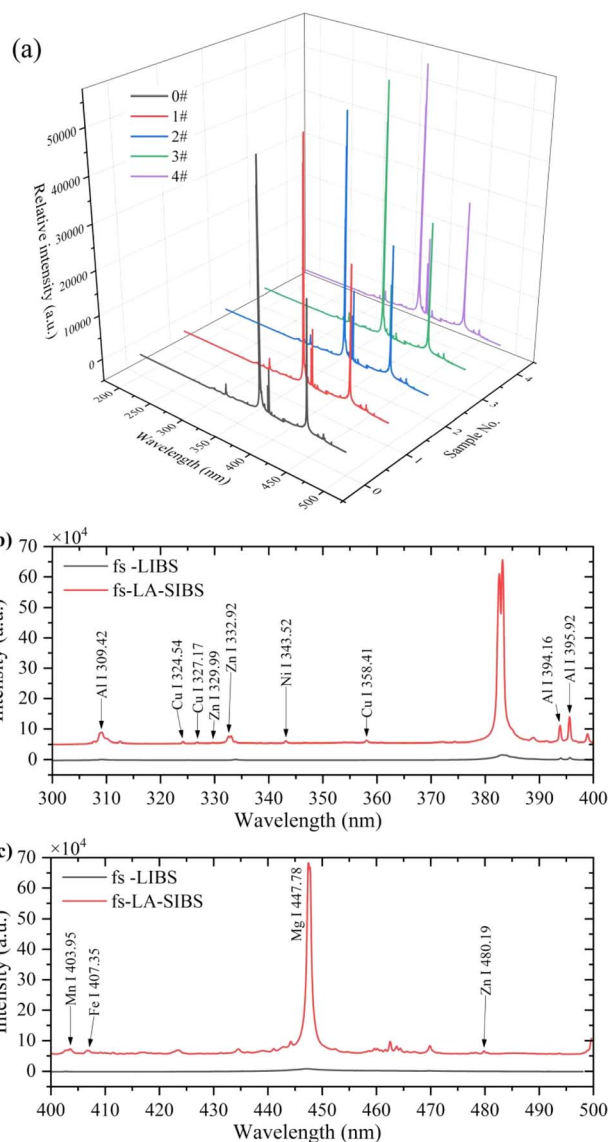 (a)
0#
1#
2#
3#
4#
Relative intensity (a.u.)
50000
40000
30000
20000
10000
0
200
250
300
350
400
450
500
Wavelength (nm)
0
1
2
3
4
Sample No.
b)
×10⁴
fs -LIBS
fs-LA-SIBS
Al I 309.42
Cu I 324.54
Cu I 327.17
Zn I 329.99
Zn I 332.92
Ni I 343.52
Cu I 358.41
Al I 394.16
Al I 395.92
70
60
50
40
30
20
10
0
300 310 320 330 340 350 360 370 380 390 400
Wavelength (nm)
c)
×10⁴
fs -LIBS
fs-LA-SIBS
Mn I 403.95
Fe I 407.35
Mg I 447.78
Zn I 480.19
70
60
50
40
30
20
10
0
400 410 420 430 440 450 460 470 480 490 500
Wavelength (nm)